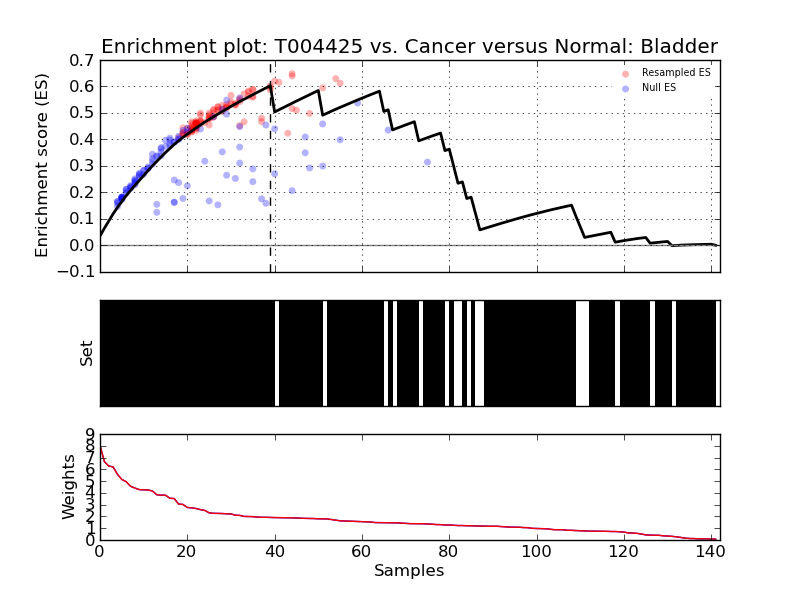 Enrichment plot: T004425 vs. Cancer versus Normal: Bladder
Enrichment score (ES)
0.7
0.6
0.5
0.4
0.3
0.2
0.1
0.0
−0.1
Resampled ES
Null ES
Set
Weights
9
8
7
6
5
4
3
2
1
0
0 20 40 60 80 100 120 140
Samples